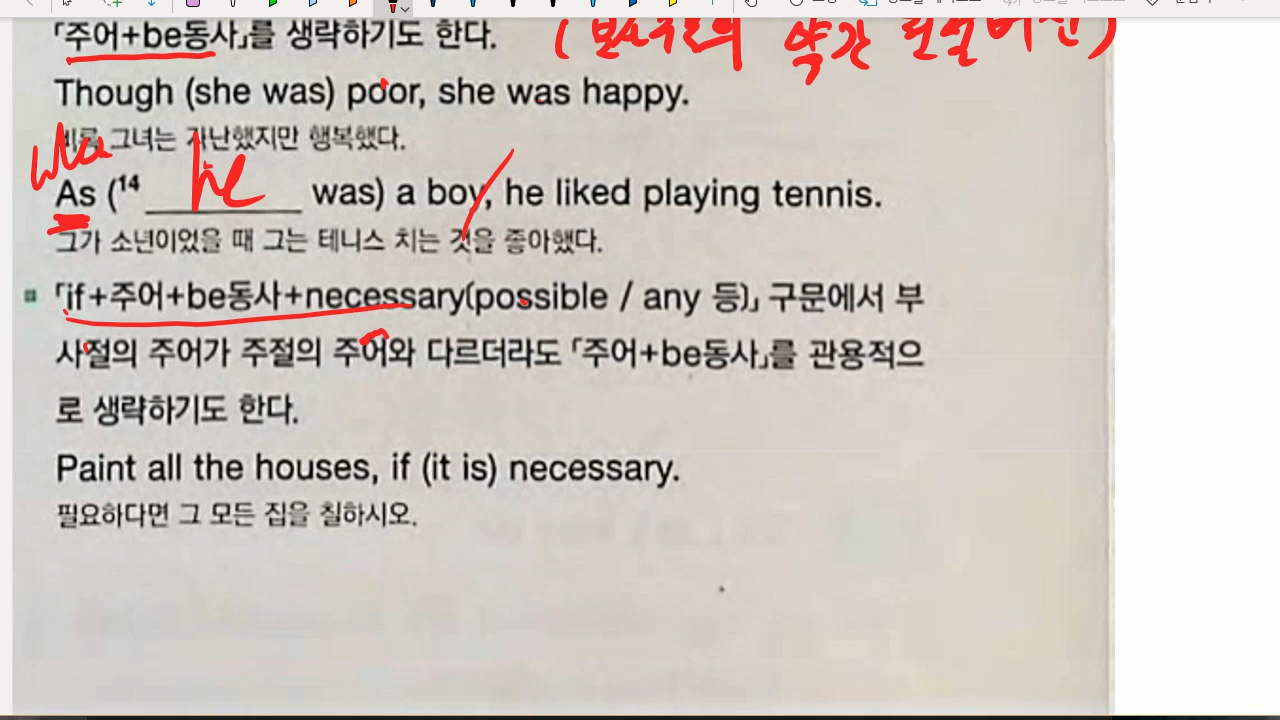 「주어+be동사」를 생략하기도 한다.
Though (she was) poor, she was happy.
비록 그녀는 가난했지만 행복했다.
As (14 he was) a boy, he liked playing tennis.
그가 소년이었을 때 그는 테니스 치는 것을 좋아했다.
「if+주어+be동사+necessary(possible / any 등)」 구문에서 부
사절의 주어가 주절의 주어와 다르더라도 「주어+be동사」를 관용적으
로 생략하기도 한다.
Paint all the houses, if (it is) necessary.
필요하다면 그 모든 집을 칠하시오.